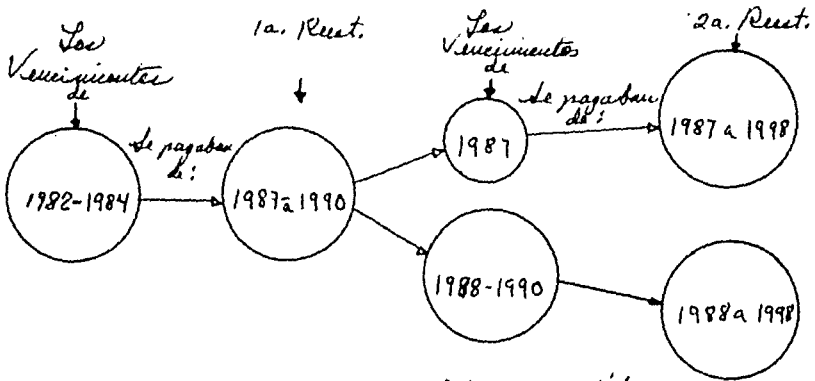 Los
Vencimientos
de
1a. Reest.
Los
Vencimientos
de
2a. Reest.
1982-1984
Se pagaban
de:
1987 a 1990
1987
Se pagaban
de:
1987 a 1998
1988-1990
1988 a 1998